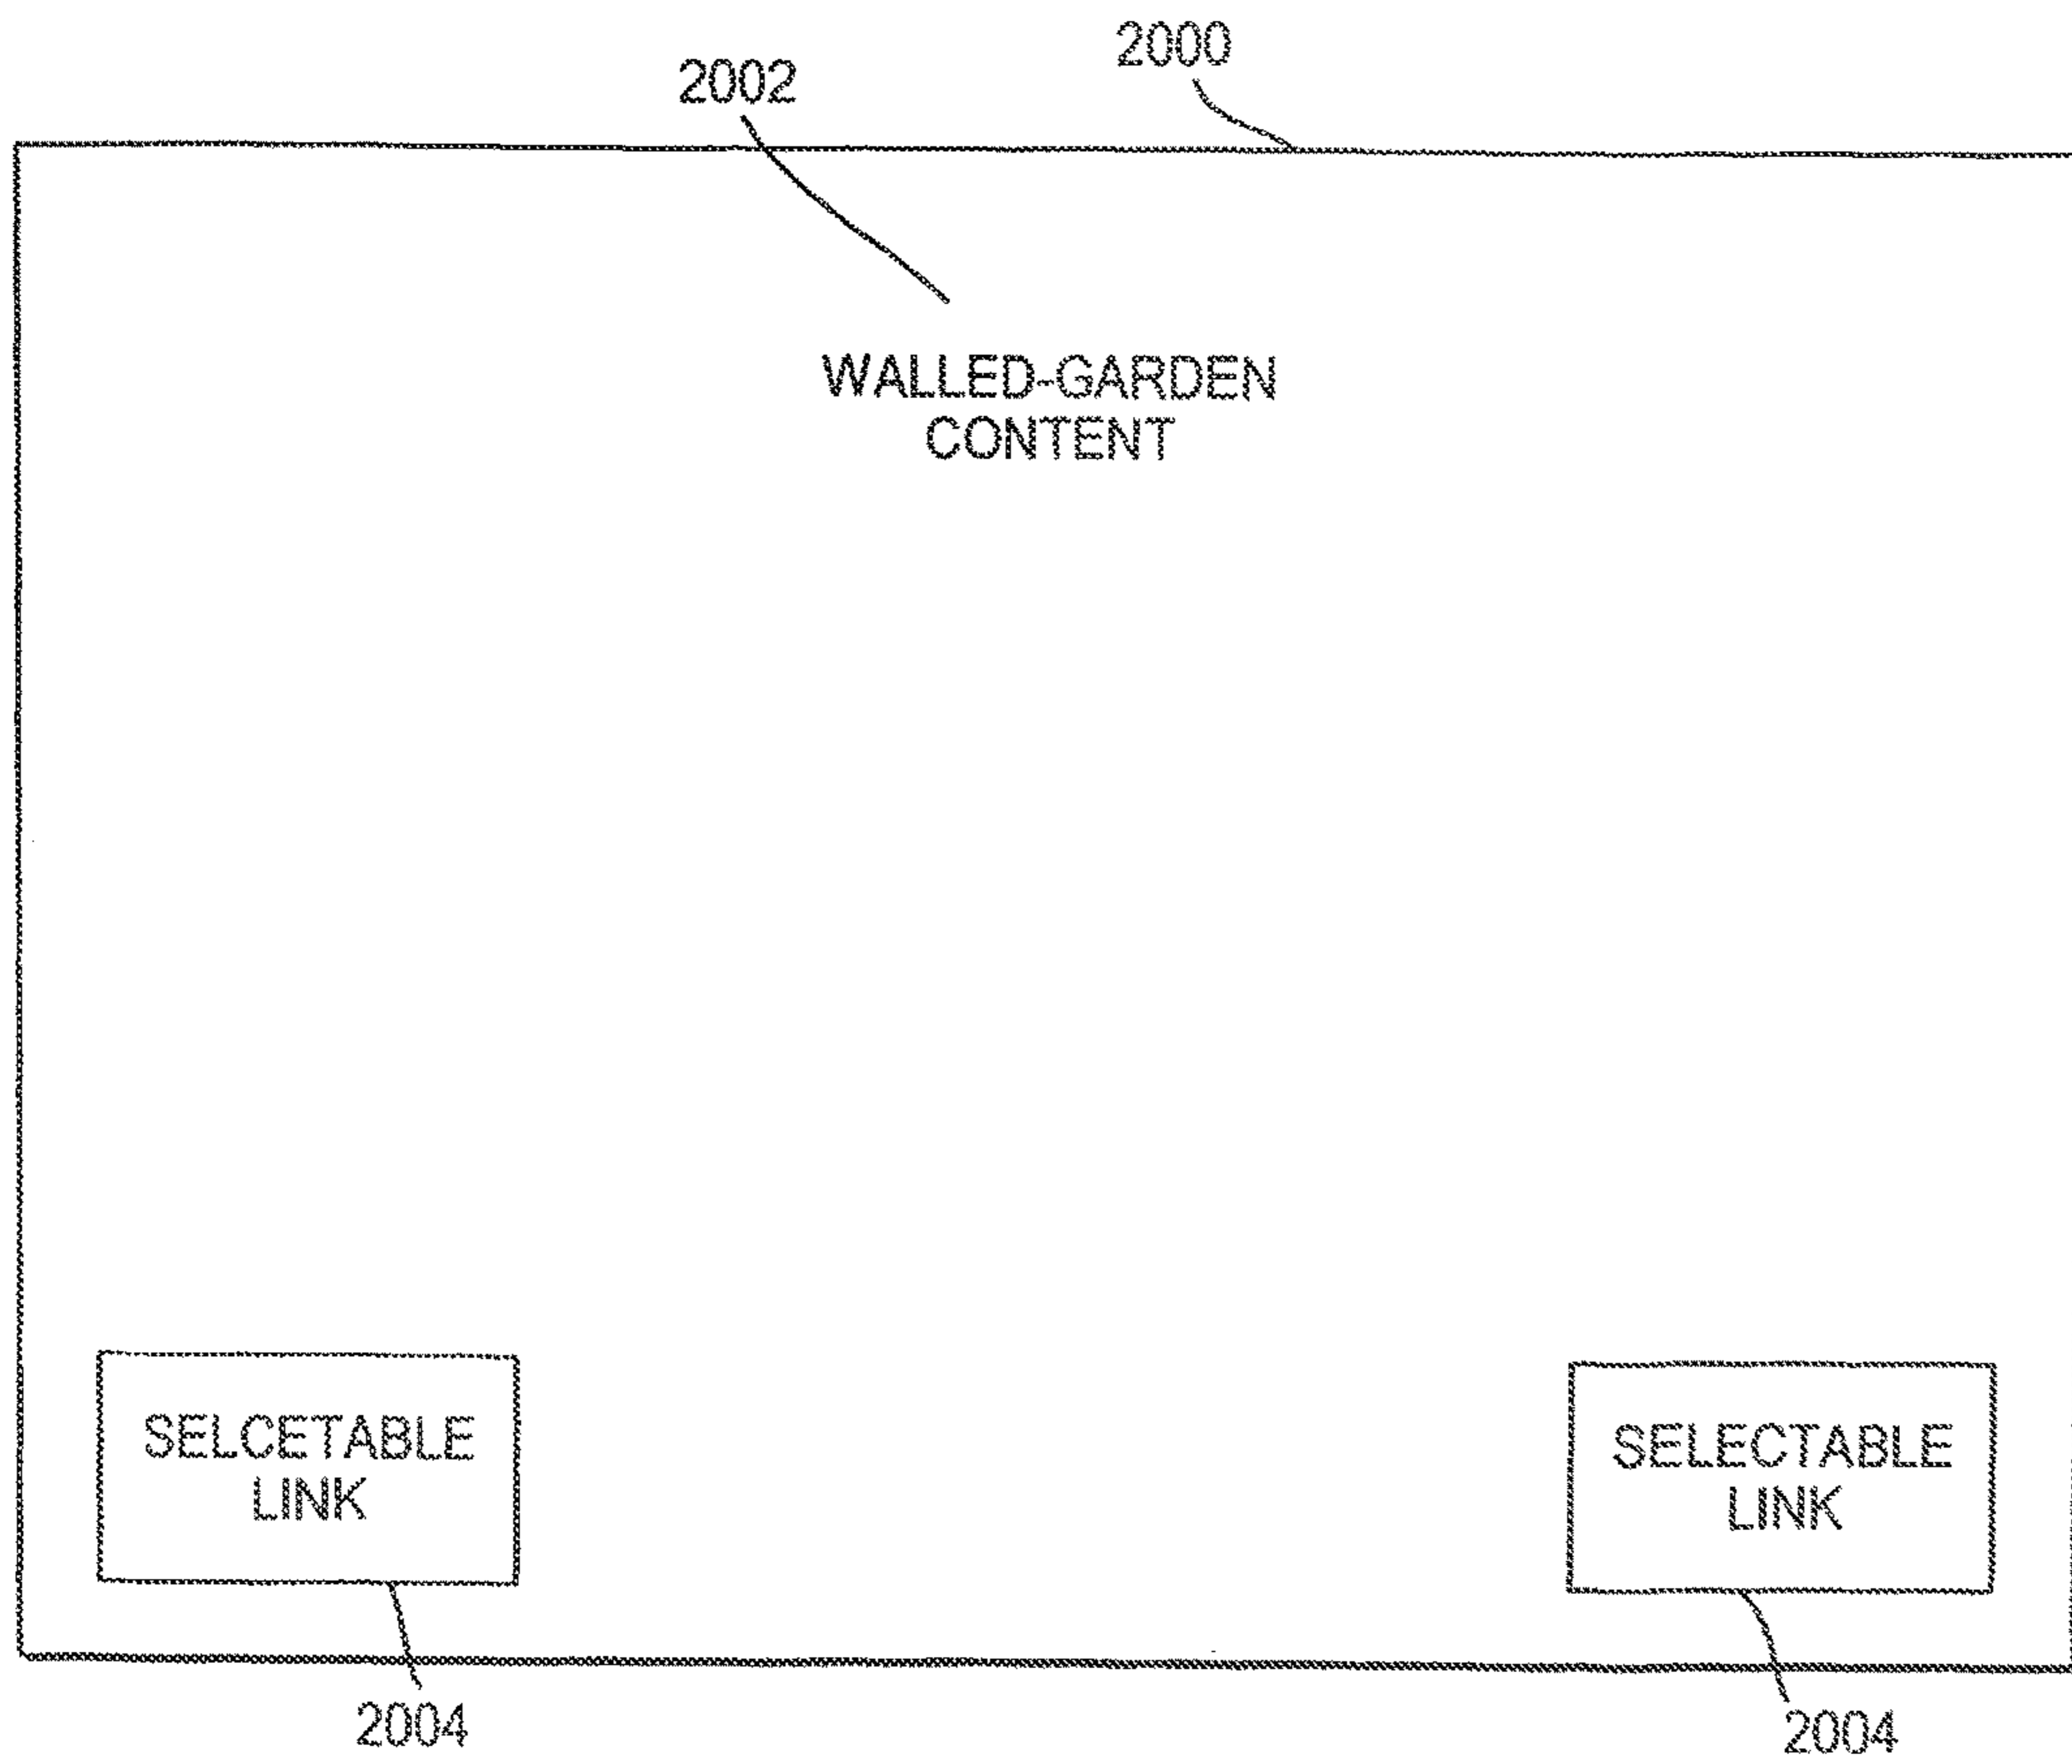 2000
2002
WALLED-GARDEN
CONTENT
SELCETABLE
LINK
SELECTABLE
LINK
2004
2004